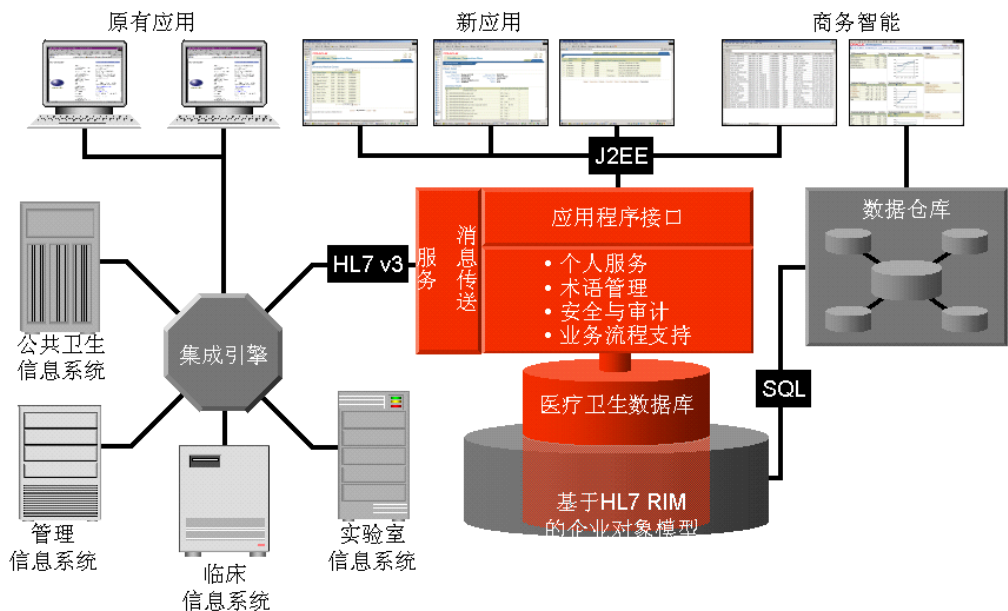 原有应用
新应用
商务智能
J2EE
应用程序接口
消息传送
服务
数据仓库
HL7 v3
• 个人服务
• 术语管理
• 安全与审计
• 业务流程支持
公共卫生
信息系统
集成引擎
SQL
医疗卫生数据库
管理
信息系统
临床
信息系统
实验室
信息系统
基于HL7 RIM
的企业对象模型